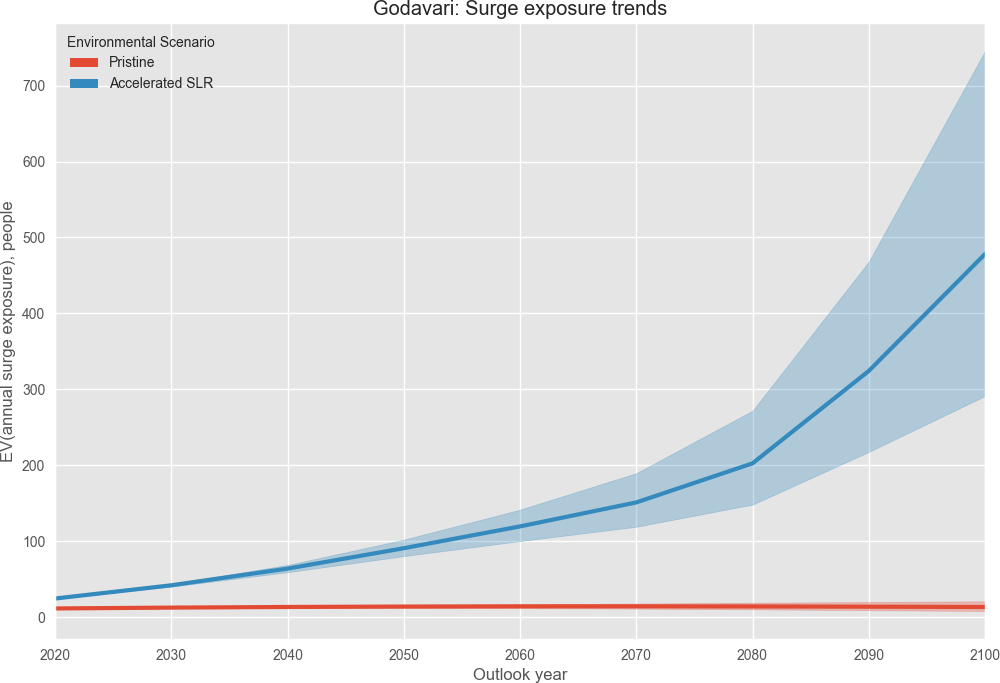 Godavari: Surge exposure trends
Environmental Scenario
Pristine
Accelerated SLR
EV(annual surge exposure), people
700
600
500
400
300
200
100
0
2020 2030 2040 2050 2060 2070 2080 2090 2100
Outlook year